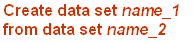 Create data set name_1
from data set name_2